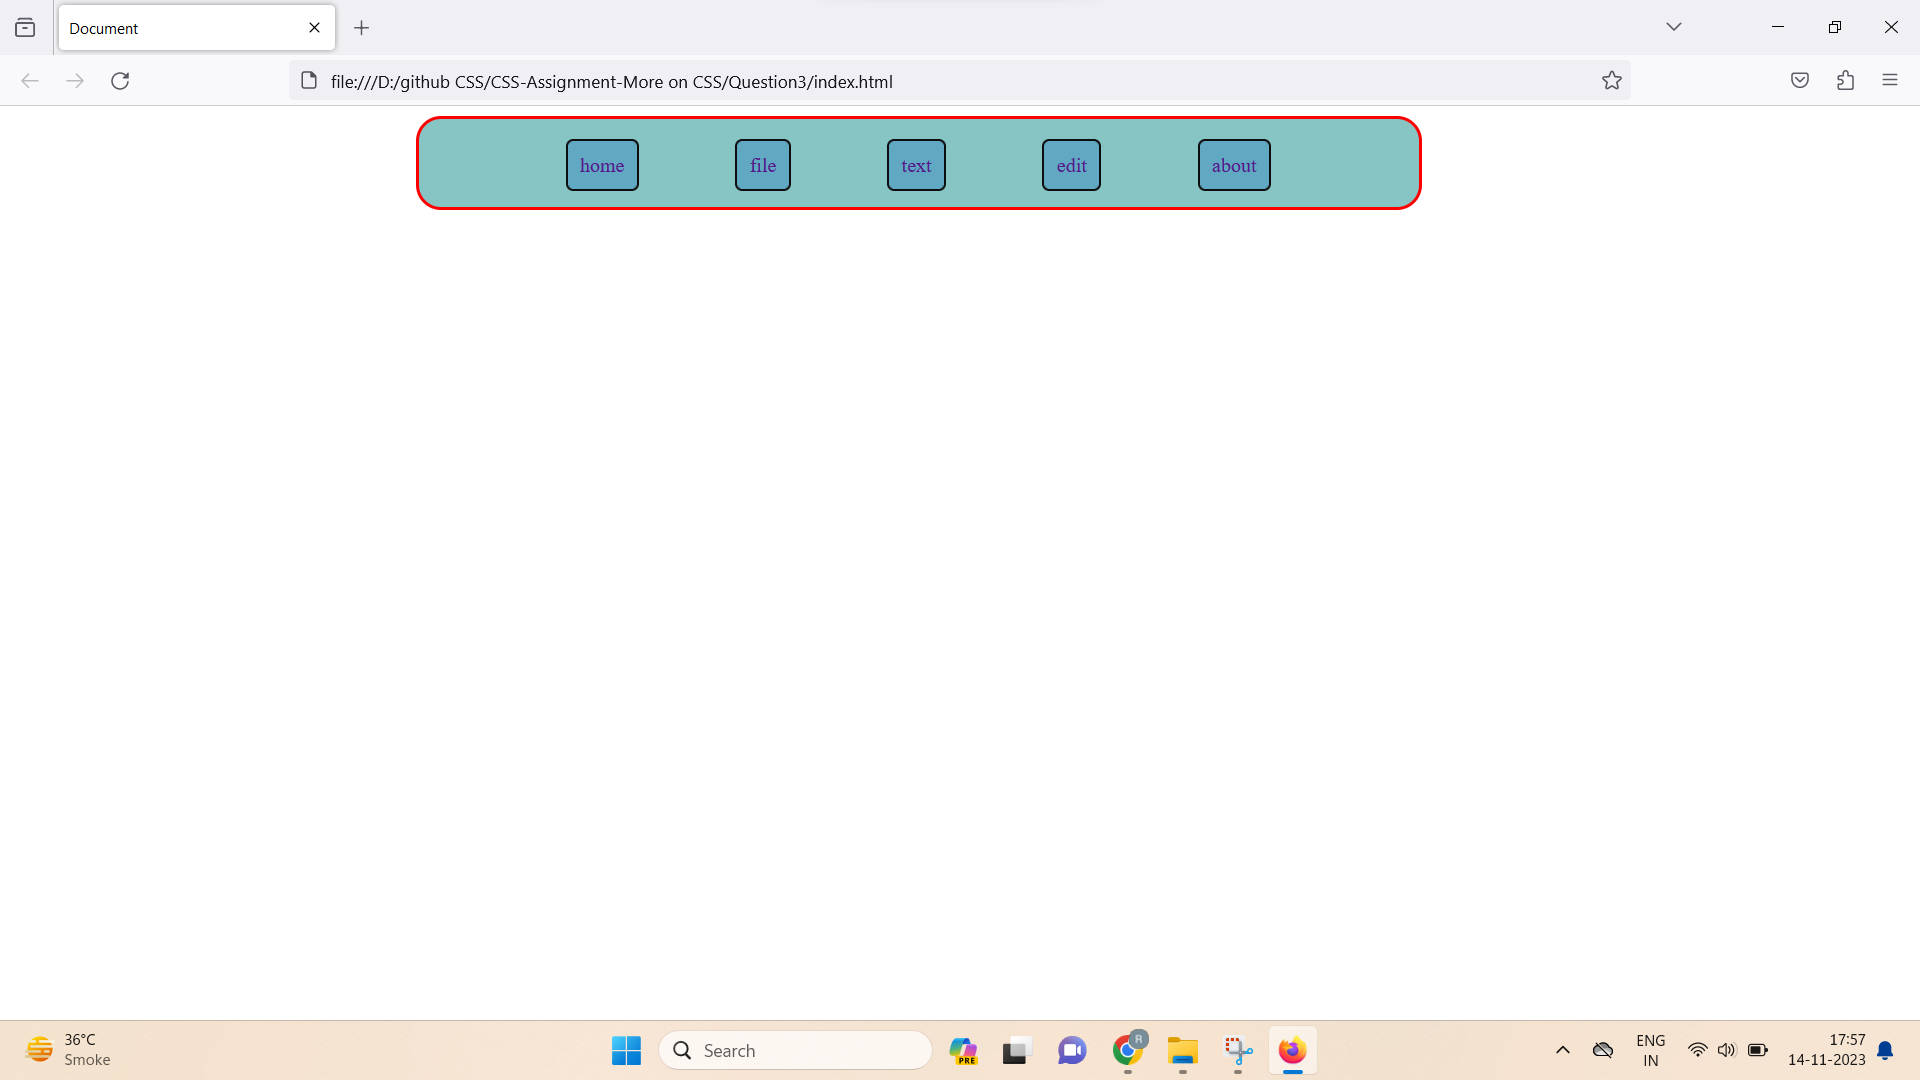 Document
file:///D:/github CSS/CSS-Assignment-More on CSS/Question3/index.html
home file text edit about
36°C
Smoke
Search
PRE
R
ENG
IN
17:57
14-11-2023